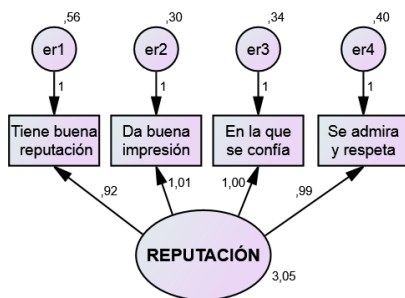 ,56
,30
,34
,40
er1
er2
er3
er4
1
1
1
1
Tiene buena
reputación
Da buena
impresión
En la que
se confía
Se admira
y respeta
,92
1,01
1,00
,99
REPUTACIÓN
3,05